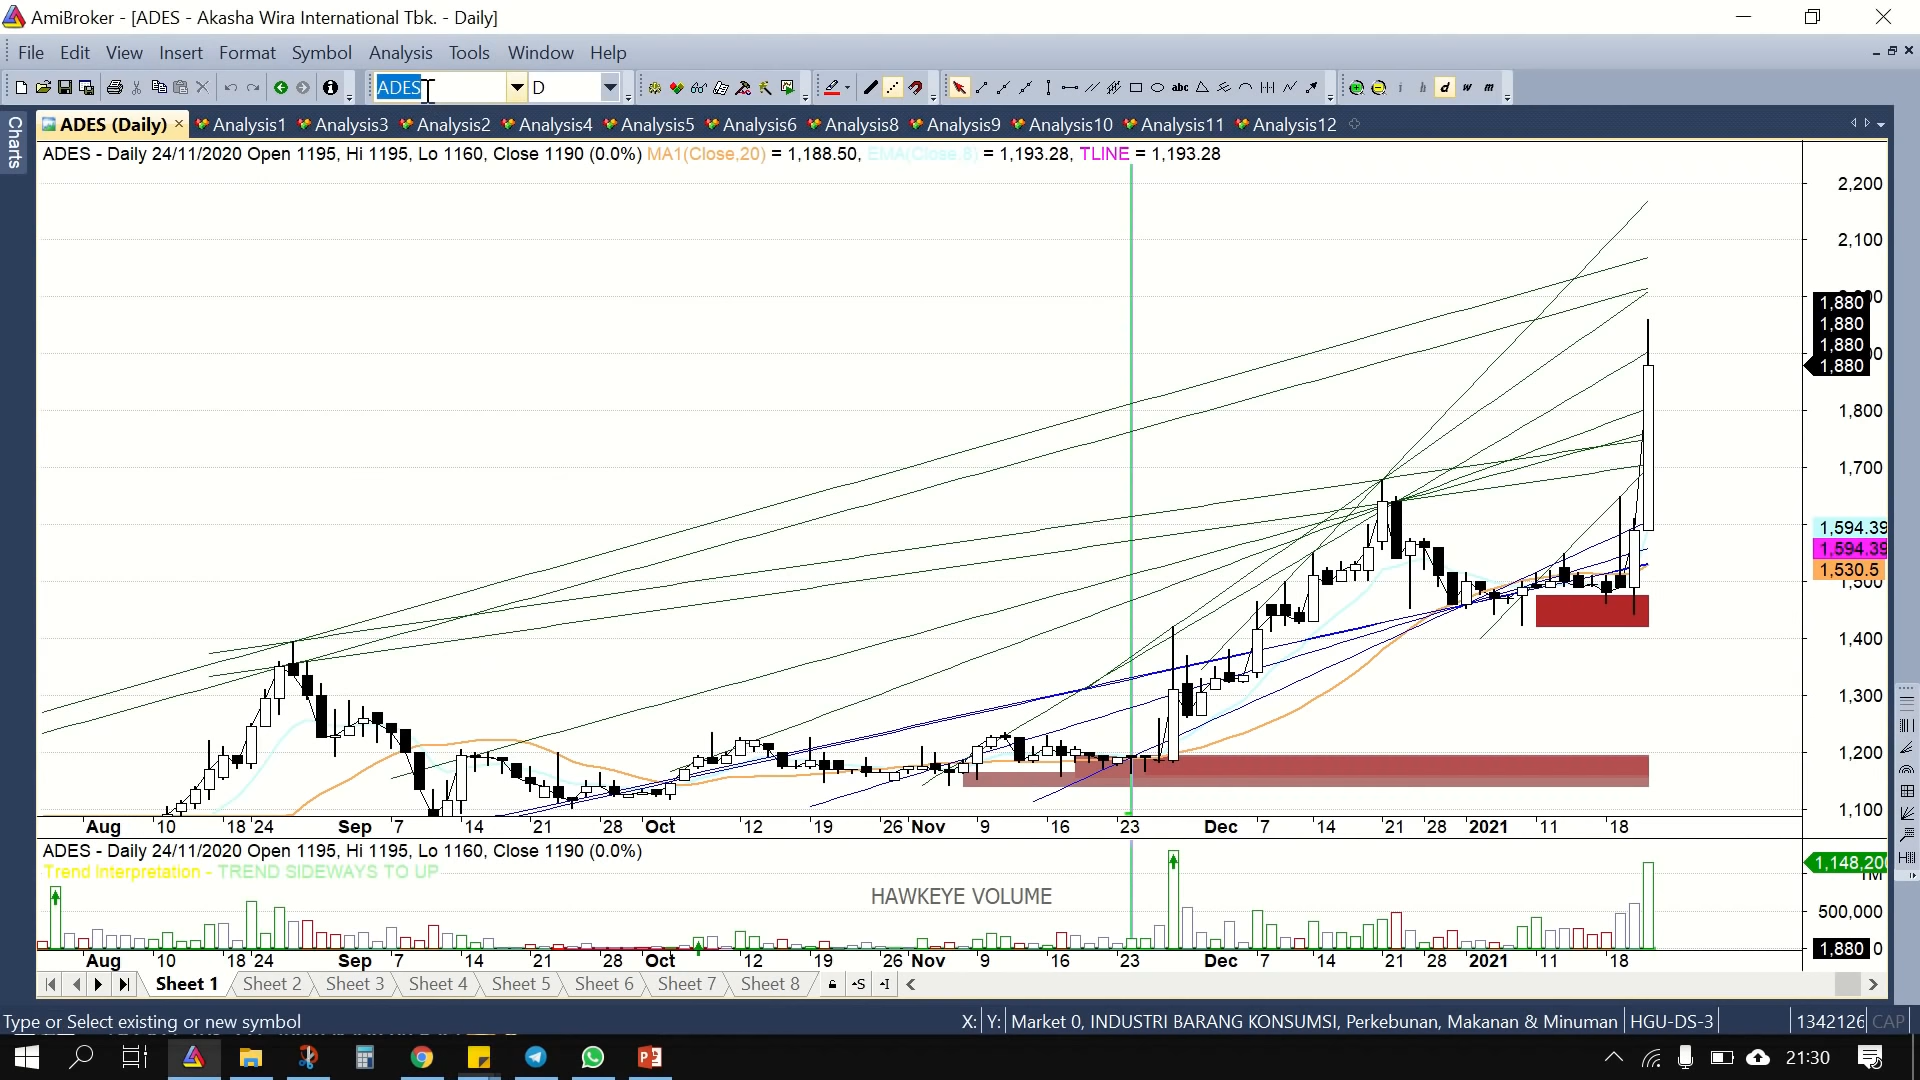 AmiBroker - [ADES - Akasha Wira International Tbk. - Daily]
File Edit View Insert Format Symbol Analysis Tools Window Help
ADES D abc i h d w m
Charts
ADES (Daily) Analysis1 Analysis3 Analysis2 Analysis4 Analysis5 Analysis6 Analysis8 Analysis9 Analysis10 Analysis11 Analysis12
ADES - Daily 24/11/2020 Open 1195, Hi 1195, Lo 1160, Close 1190 (0.0%) MA1(Close,20) = 1,188.50, EMA(Close,8) = 1,193.28, TLINE = 1,193.28
2,200
2,100
1,880
1,880
1,880
1,880
1,800
1,700
1,594.39
1,594.39
1,530.5
1,400
1,300
1,200
1,100
Aug 10 18 24 Sep 7 14 21 28 Oct 12 19 26 Nov 9 16 23 Dec 7 14 21 28 2021 11 18
ADES - Daily 24/11/2020 Open 1195, Hi 1195, Lo 1160, Close 1190 (0.0%)
Trend Interpretation - TREND SIDEWAYS TO UP
HAWKEYE VOLUME
1,148,200
500,000
1,880 0
Aug 10 18 24 Sep 7 14 21 28 Oct 12 19 26 Nov 9 16 23 Dec 7 14 21 28 2021 11 18
Sheet 1 Sheet 2 Sheet 3 Sheet 4 Sheet 5 Sheet 6 Sheet 7 Sheet 8
Type or Select existing or new symbol X: Y: Market 0, INDUSTRI BARANG KONSUMSI, Perkebunan, Makanan & Minuman HGU-DS-3 1342126 CAP
21:30